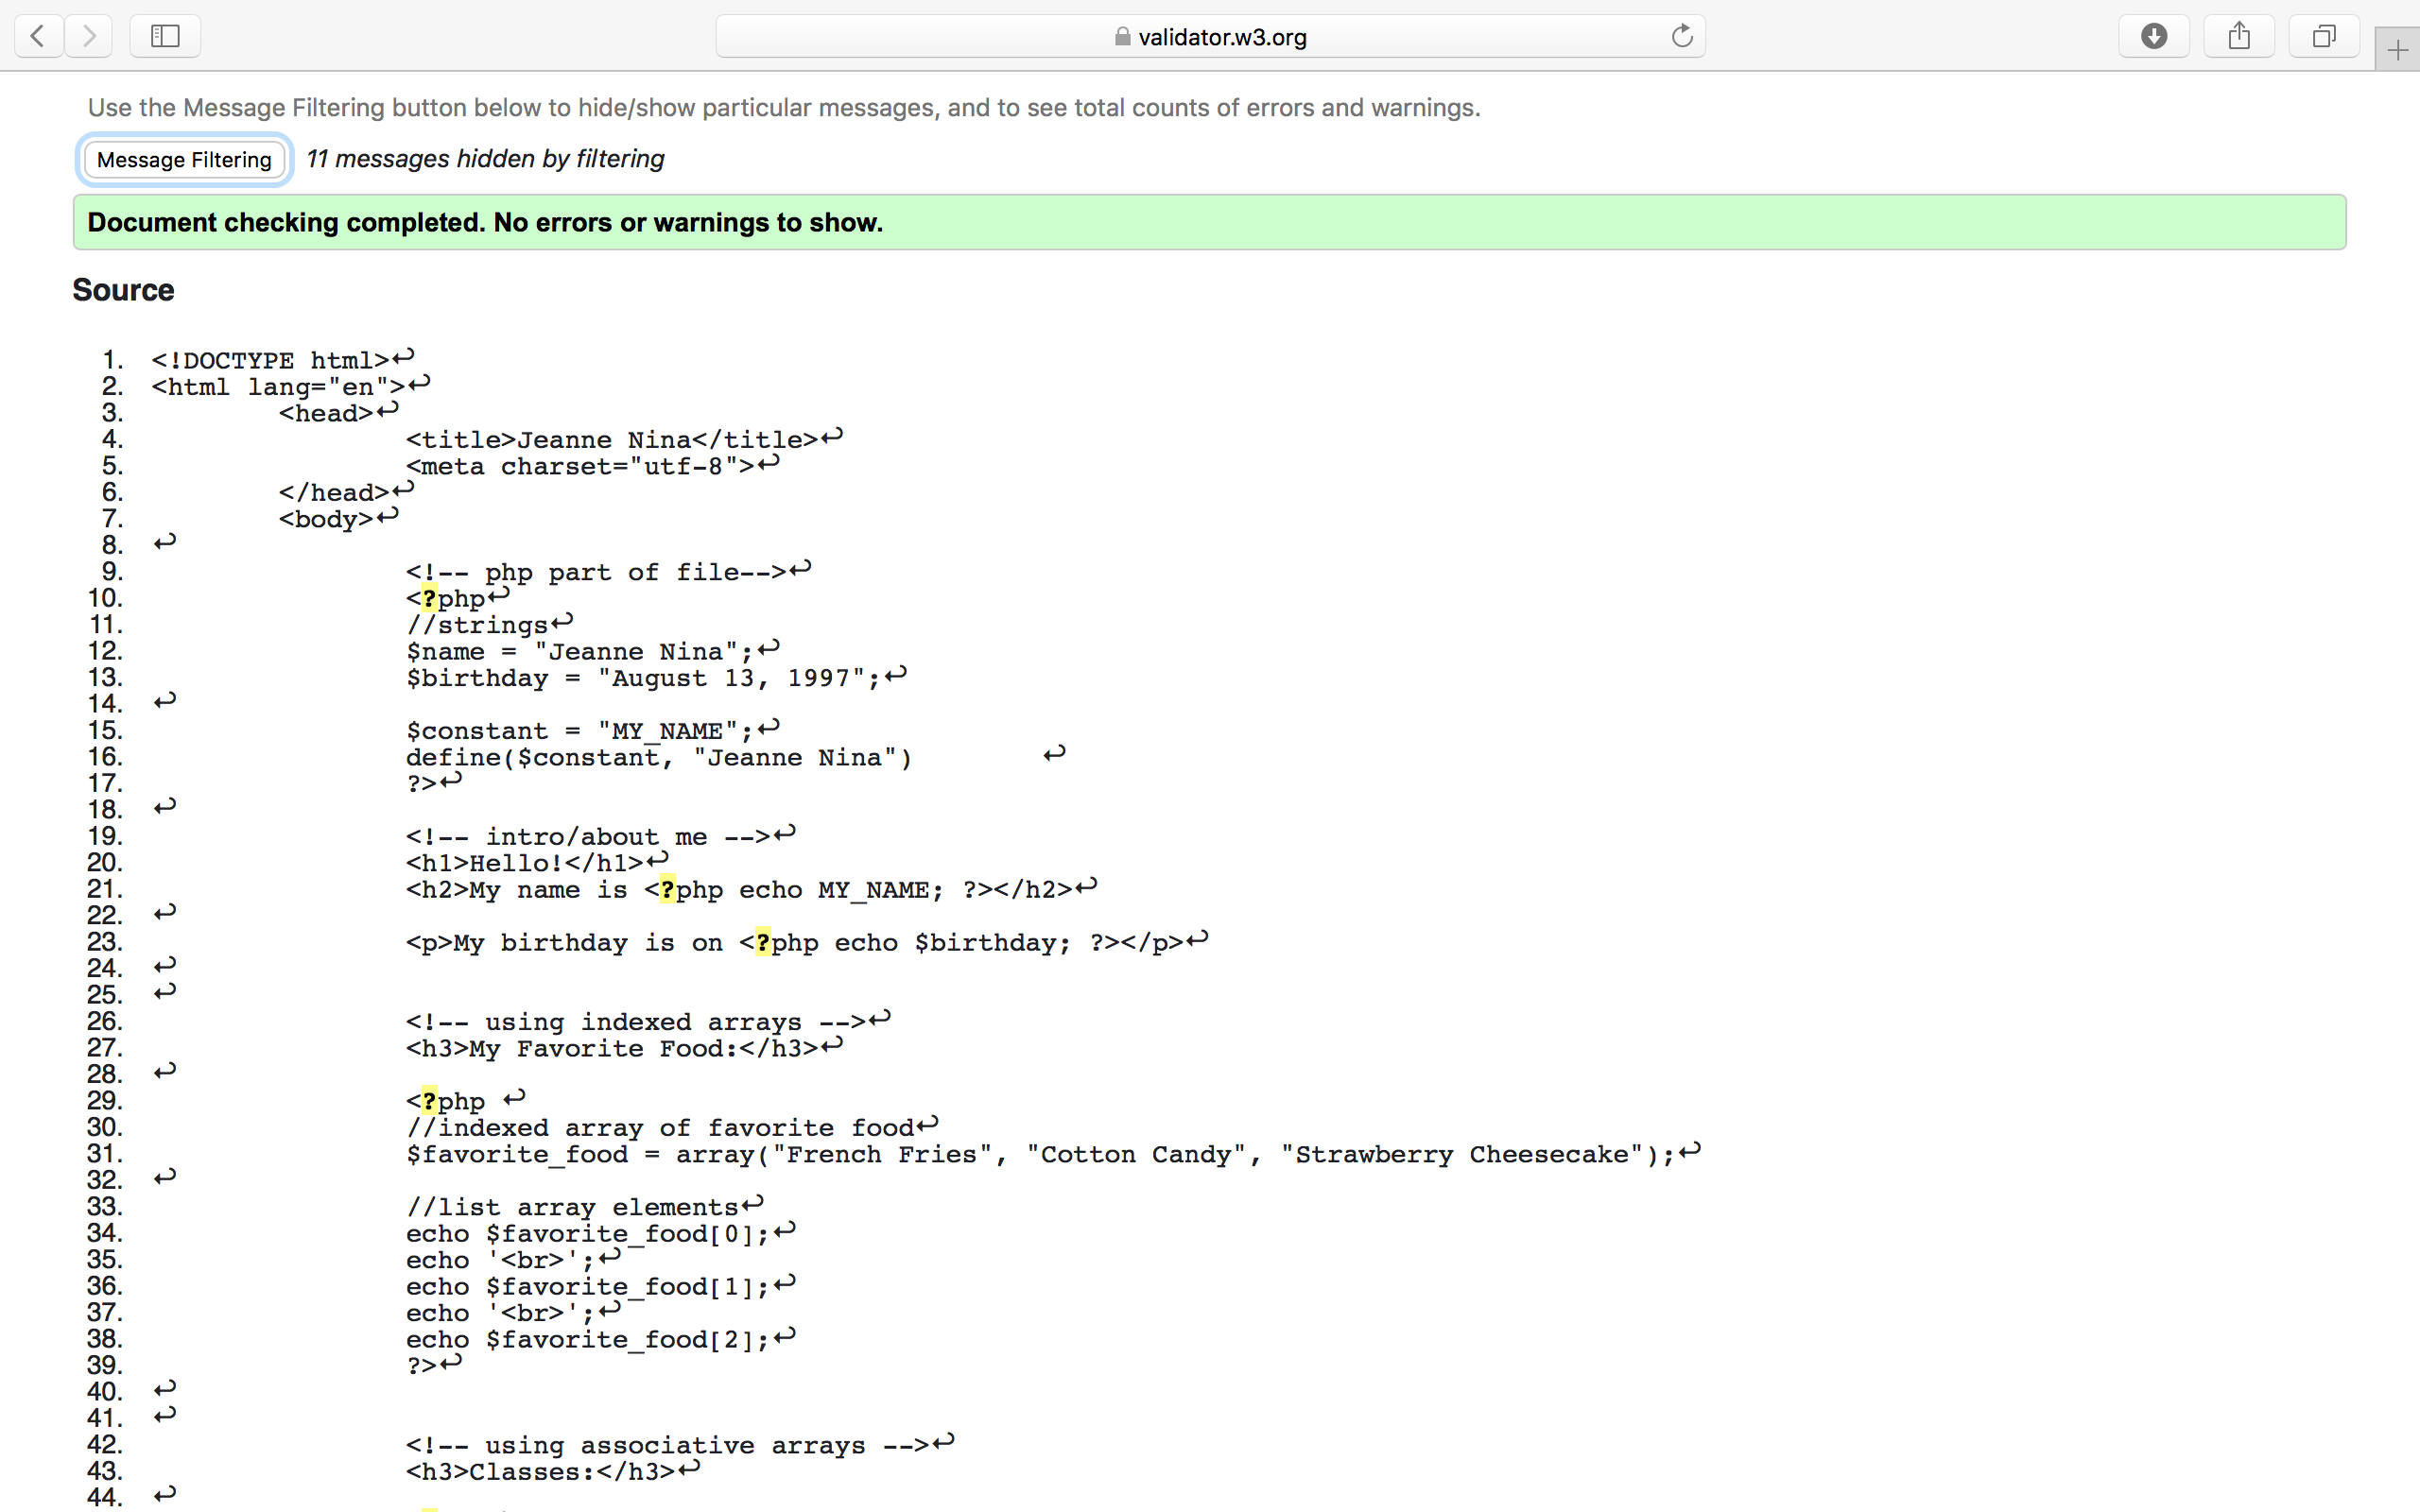 validator.w3.org
Use the Message Filtering button below to hide/show particular messages, and to see total counts of errors and warnings.
Message Filtering 11 messages hidden by filtering
Document checking completed. No errors or warnings to show.
Source
1. <!DOCTYPE html>↩
2. <html lang="en">↩
3. <head>↩
4. <title>Jeanne Nina</title>↩
5. <meta charset="utf-8">↩
6. </head>↩
7. <body>↩
8. ↩
9. <!-- php part of file-->↩
10. <?php↩
11. //strings↩
12. $name = "Jeanne Nina";↩
13. $birthday = "August 13, 1997";↩
14. ↩
15. $constant = "MY_NAME";↩
16. define($constant, "Jeanne Nina") ↩
17. ?>↩
18. ↩
19. <!-- intro/about me -->↩
20. <h1>Hello!</h1>↩
21. <h2>My name is <?php echo MY_NAME; ?></h2>↩
22. ↩
23. <p>My birthday is on <?php echo $birthday; ?></p>↩
24. ↩
25. ↩
26. <!-- using indexed arrays -->↩
27. <h3>My Favorite Food:</h3>↩
28. ↩
29. <?php ↩
30. //indexed array of favorite food↩
31. $favorite_food = array("French Fries", "Cotton Candy", "Strawberry Cheesecake");↩
32. ↩
33. //list array elements↩
34. echo $favorite_food[0];↩
35. echo '<br>';↩
36. echo $favorite_food[1];↩
37. echo '<br>';↩
38. echo $favorite_food[2];↩
39. ?>↩
40. ↩
41. ↩
42. <!-- using associative arrays -->↩
43. <h3>Classes:</h3>↩
44. ↩